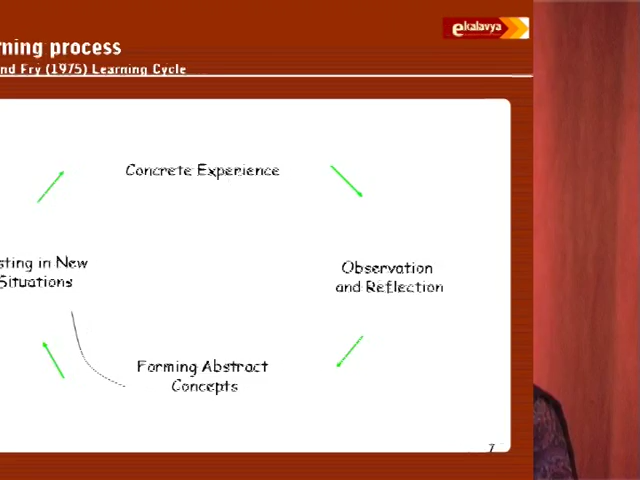 rning process
nd Fry (1975) Learning Cycle
ekalavya
Concrete Experience
sting in New
Situations
Observation
and Reflection
Forming Abstract
Concepts
7